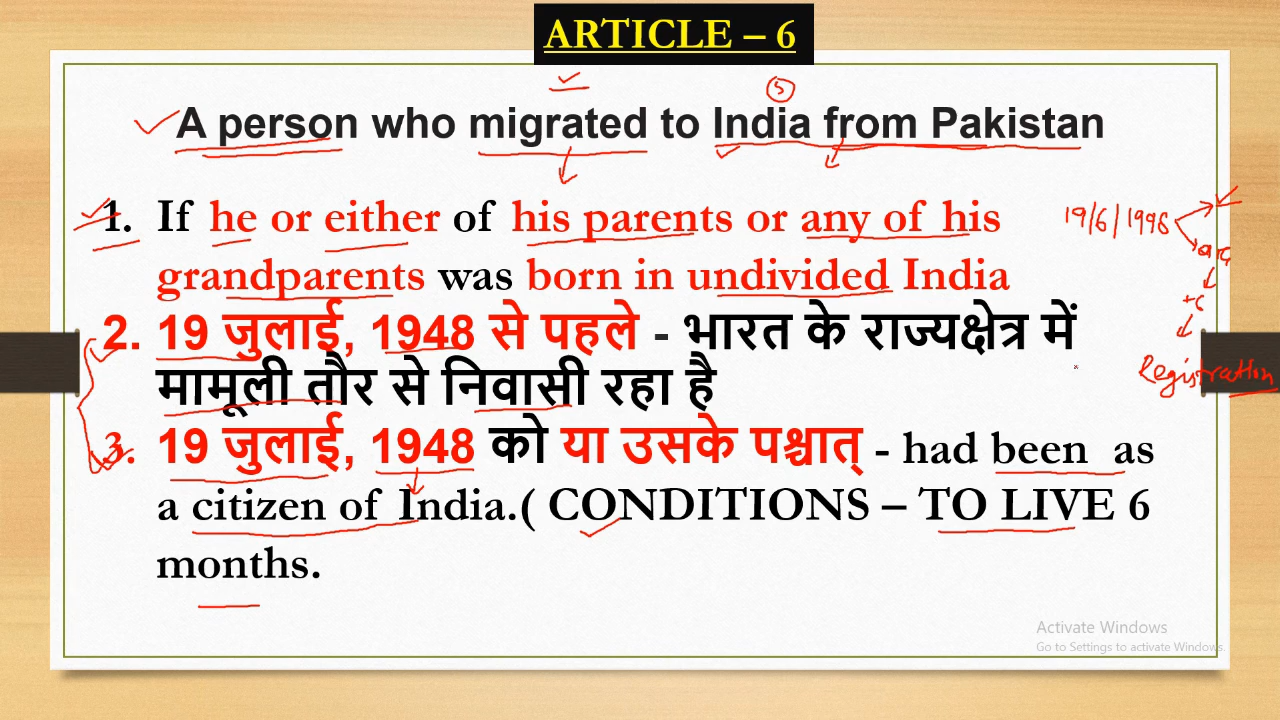 ARTICLE – 6
A person who migrated to India from Pakistan
1. If he or either of his parents or any of his
grandparents was born in undivided India
2. 19 जुलाई, 1948 से पहले - भारत के राज्यक्षेत्र में
मामूली तौर से निवासी रहा है
3. 19 जुलाई, 1948 को या उसके पश्चात् - had been as
a citizen of India.( CONDITIONS – TO LIVE 6
months.
19/6/1996
Registration
Activate Windows
Go to Settings to activate Windows.